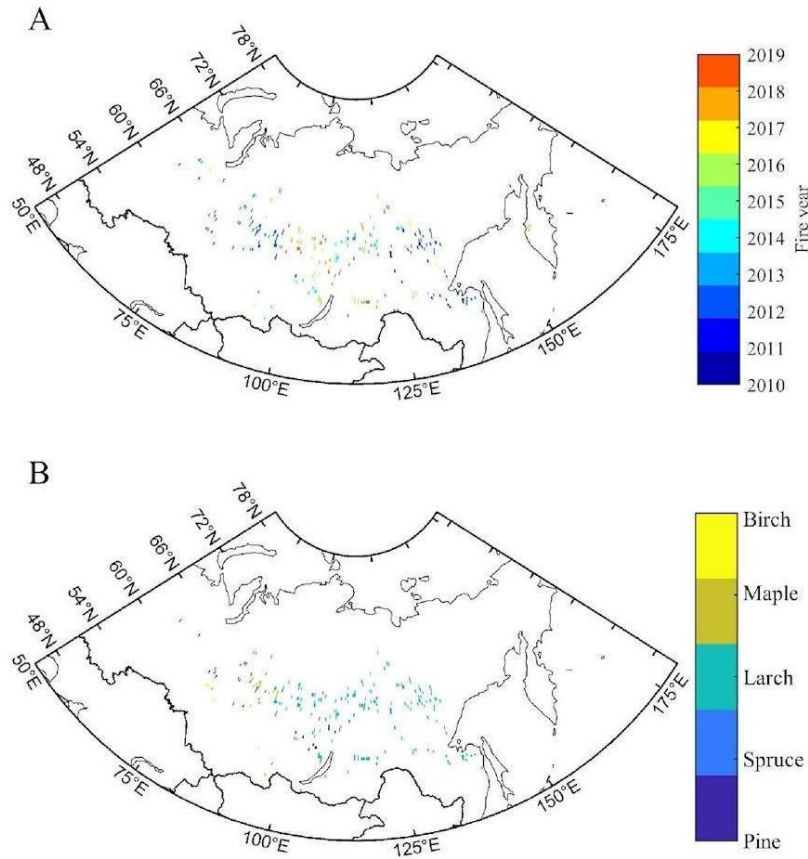 A
78°N
72°N
66°N
60°N
54°N
48°N
50°E
75°E
100°E
125°E
150°E
175°E
2019
2018
2017
2016
2015
2014
2013
2012
2011
2010
Fire year
B
78°N
72°N
66°N
60°N
54°N
48°N
50°E
75°E
100°E
125°E
150°E
175°E
Birch
Maple
Larch
Spruce
Pine